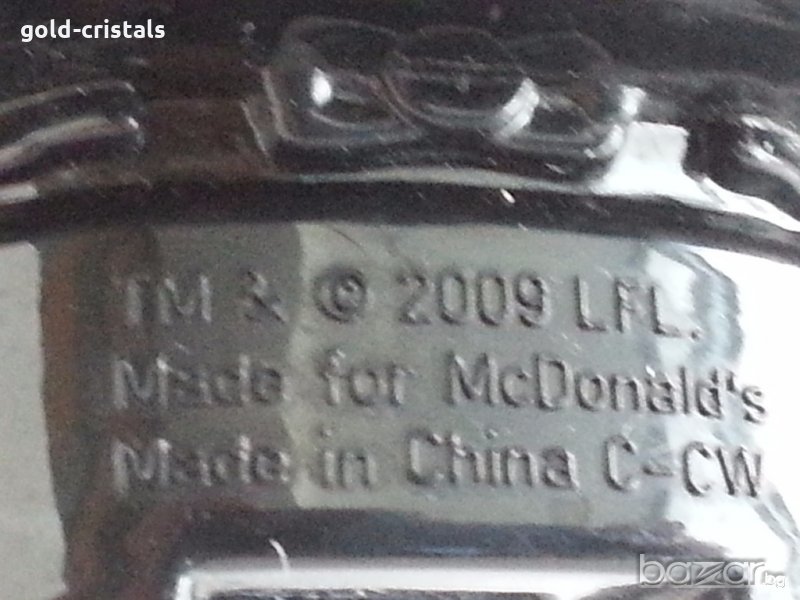 gold-cristals
TM & © 2009 LFL.
Made for McDonald's
Made in China C-CW
bazar.bg